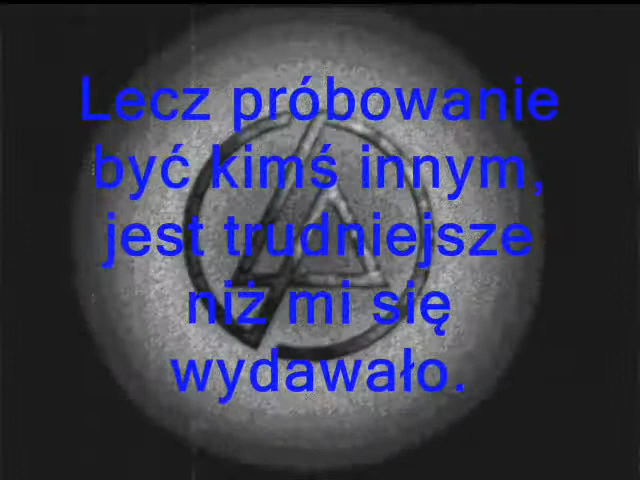 Lecz próbowanie
być kimś innym,
jest trudniejsze
niż mi się
wydawało.